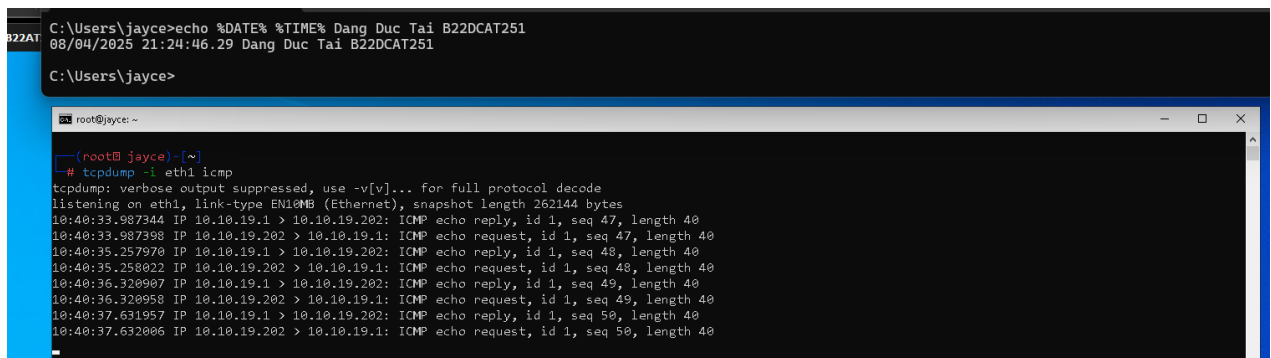 C:\Users\jayce>echo %DATE% %TIME% Dang Duc Tai B22DCAT251
08/04/2025 21:24:46.29 Dang Duc Tai B22DCAT251
B22AT
C:\Users\jayce>
root@jayce: ~
(root jayce)-[~]
# tcpdump -i eth1 icmp
tcpdump: verbose output suppressed, use -v[v]... for full protocol decode
listening on eth1, link-type EN10MB (Ethernet), snapshot length 262144 bytes
10:40:33.987344 IP 10.10.19.1 > 10.10.19.202: ICMP echo reply, id 1, seq 47, length 40
10:40:33.987398 IP 10.10.19.202 > 10.10.19.1: ICMP echo request, id 1, seq 47, length 40
10:40:35.257970 IP 10.10.19.1 > 10.10.19.202: ICMP echo reply, id 1, seq 48, length 40
10:40:35.258022 IP 10.10.19.202 > 10.10.19.1: ICMP echo request, id 1, seq 48, length 40
10:40:36.320907 IP 10.10.19.1 > 10.10.19.202: ICMP echo reply, id 1, seq 49, length 40
10:40:36.320958 IP 10.10.19.202 > 10.10.19.1: ICMP echo request, id 1, seq 49, length 40
10:40:37.631957 IP 10.10.19.1 > 10.10.19.202: ICMP echo reply, id 1, seq 50, length 40
10:40:37.632006 IP 10.10.19.202 > 10.10.19.1: ICMP echo request, id 1, seq 50, length 40